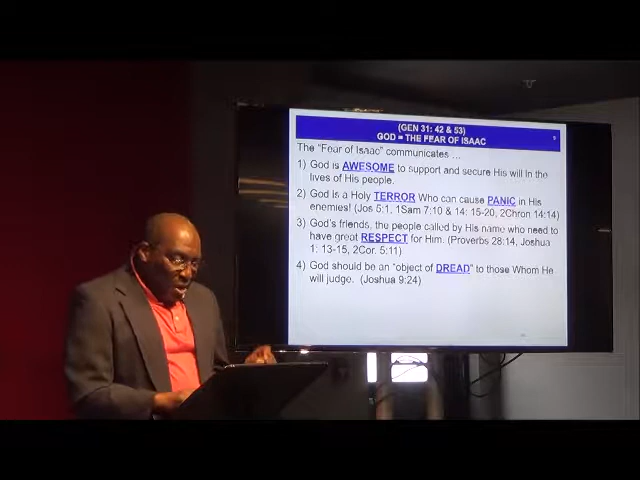 (GEN 31: 42 & 53)
GOD = THE FEAR OF ISAAC
The "Fear of Isaac" communicates …
1) God is AWESOME to support and secure His will in the
lives of His people.
2) God is a Holy TERROR Who can cause PANIC in His
enemies! (Jos 5:1, 1Sam 7:10 & 14: 15-20, 2Chron 14:14)
3) God's friends, the people called by His name who need to
have great RESPECT for Him. (Proverbs 28:14, Joshua
1: 13-15, 2Cor. 5:11)
4) God should be an "object of DREAD" to those Whom He
will judge. (Joshua 9:24)